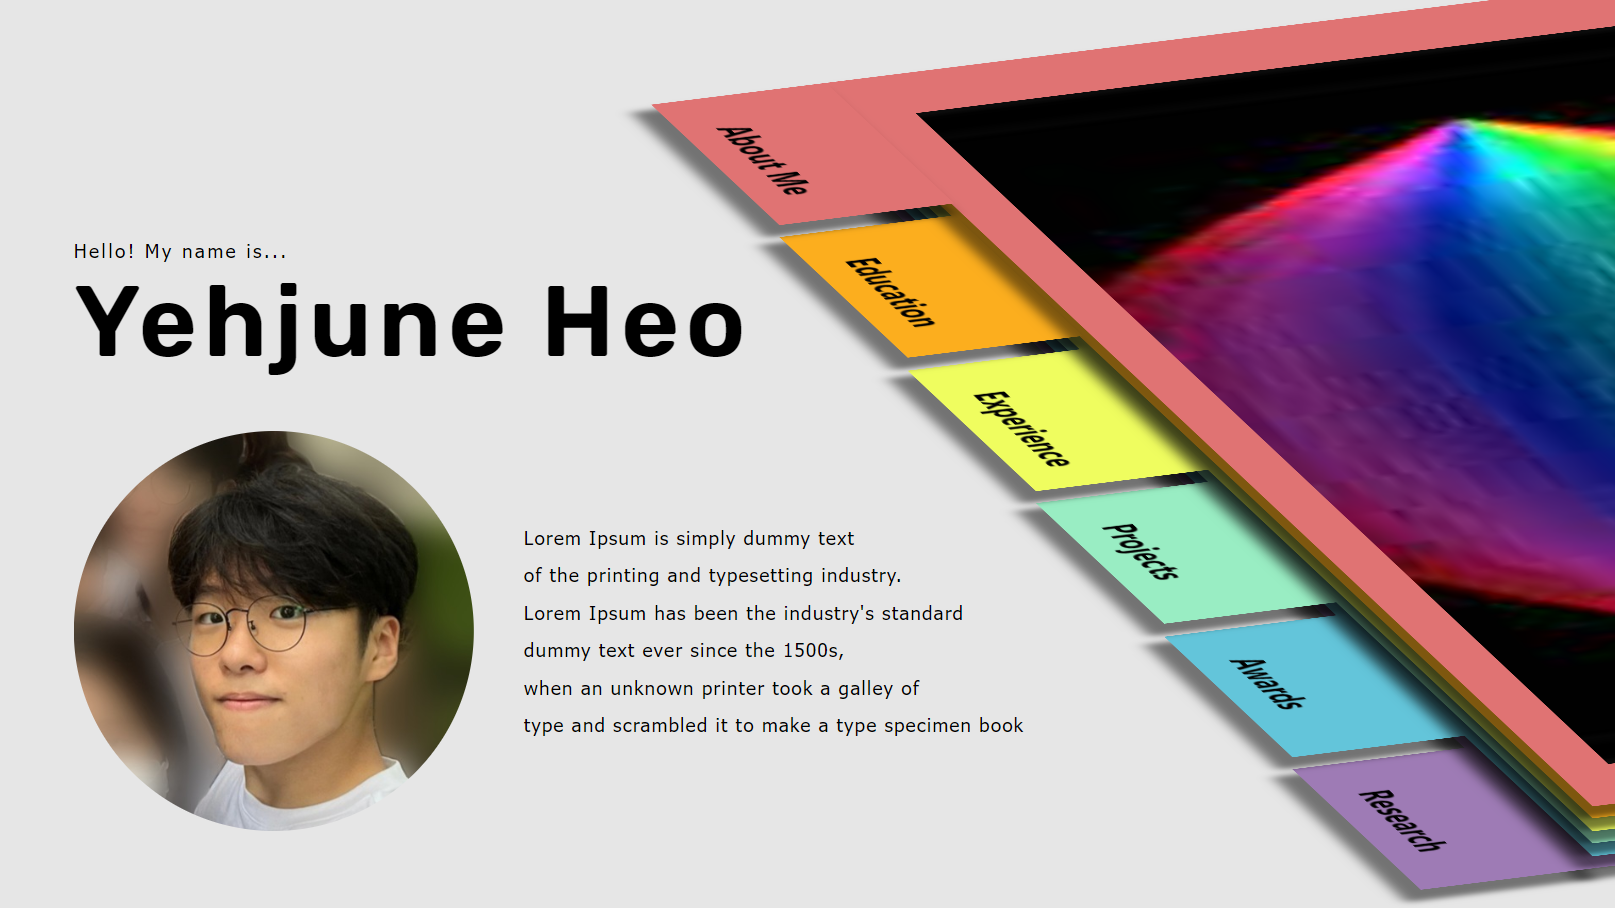 Hello! My name is...
Yehjune Heo
Lorem Ipsum is simply dummy text
of the printing and typesetting industry.
Lorem Ipsum has been the industry's standard
dummy text ever since the 1500s,
when an unknown printer took a galley of
type and scrambled it to make a type specimen book
About Me
Education
Experience
Projects
Awards
Research